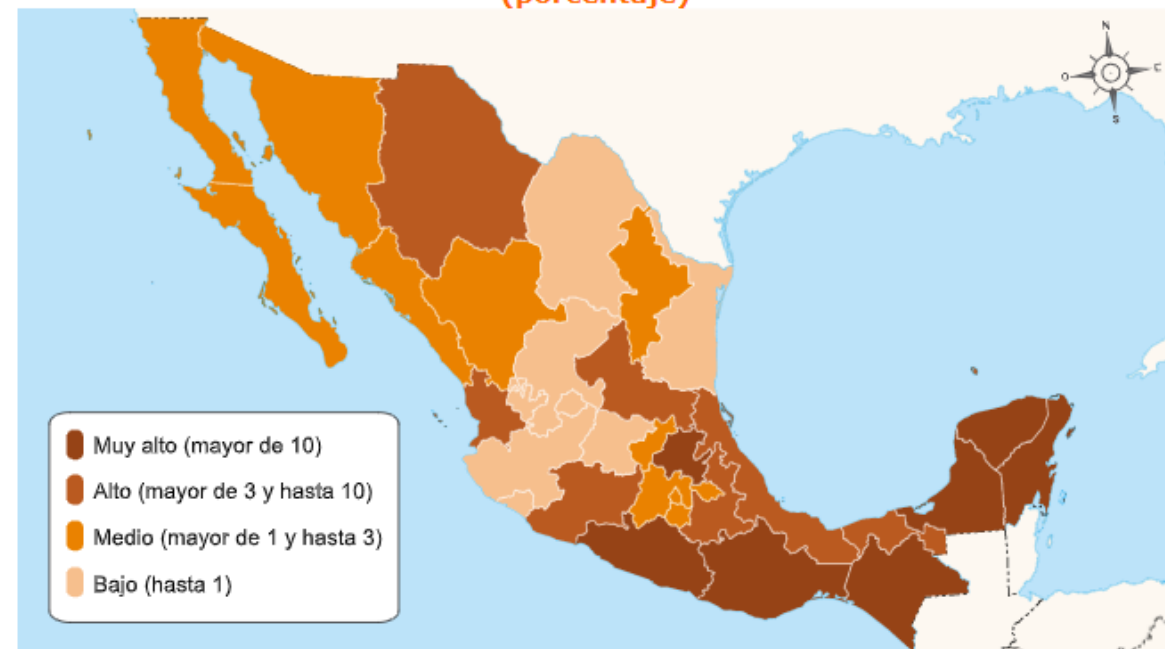 (porcentaje)
N
O
E
S
Muy alto (mayor de 10)
Alto (mayor de 3 y hasta 10)
Medio (mayor de 1 y hasta 3)
Bajo (hasta 1)